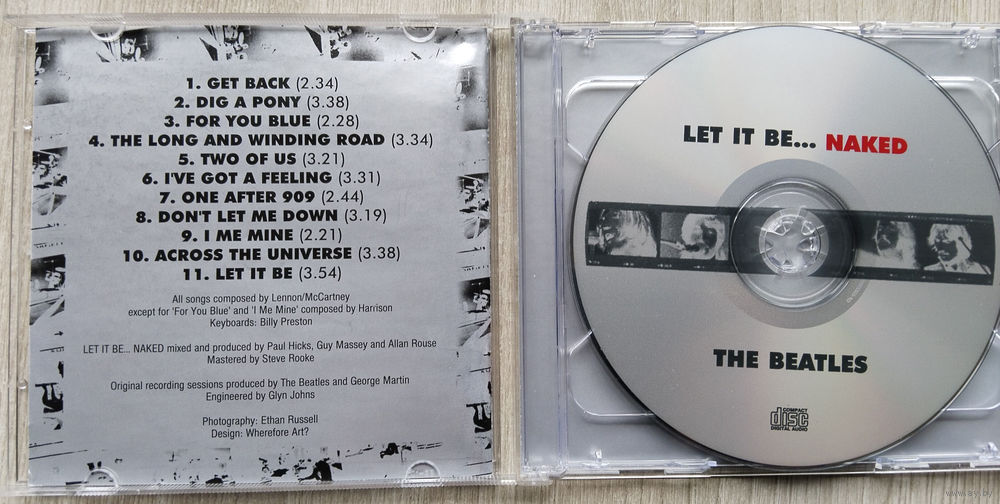 1. GET BACK (2.34)
2. DIG A PONY (3.38)
3. FOR YOU BLUE (2.28)
4. THE LONG AND WINDING ROAD (3.34)
5. TWO OF US (3.21)
6. I'VE GOT A FEELING (3.31)
7. ONE AFTER 909 (2.44)
8. DON'T LET ME DOWN (3.19)
9. I ME MINE (2.21)
10. ACROSS THE UNIVERSE (3.38)
11. LET IT BE (3.54)
All songs composed by Lennon/McCartney
except for 'For You Blue' and 'I Me Mine' composed by Harrison
Keyboards: Billy Preston
LET IT BE... NAKED mixed and produced by Paul Hicks, Guy Massey and Allan Rouse
Mastered by Steve Rooke
Original recording sessions produced by The Beatles and George Martin
Engineered by Glyn Johns
Photography: Ethan Russell
Design: Wherefore Art?
LET IT BE... NAKED
THE BEATLES
COMPACT
disc
DIGITAL AUDIO
www.ay.by